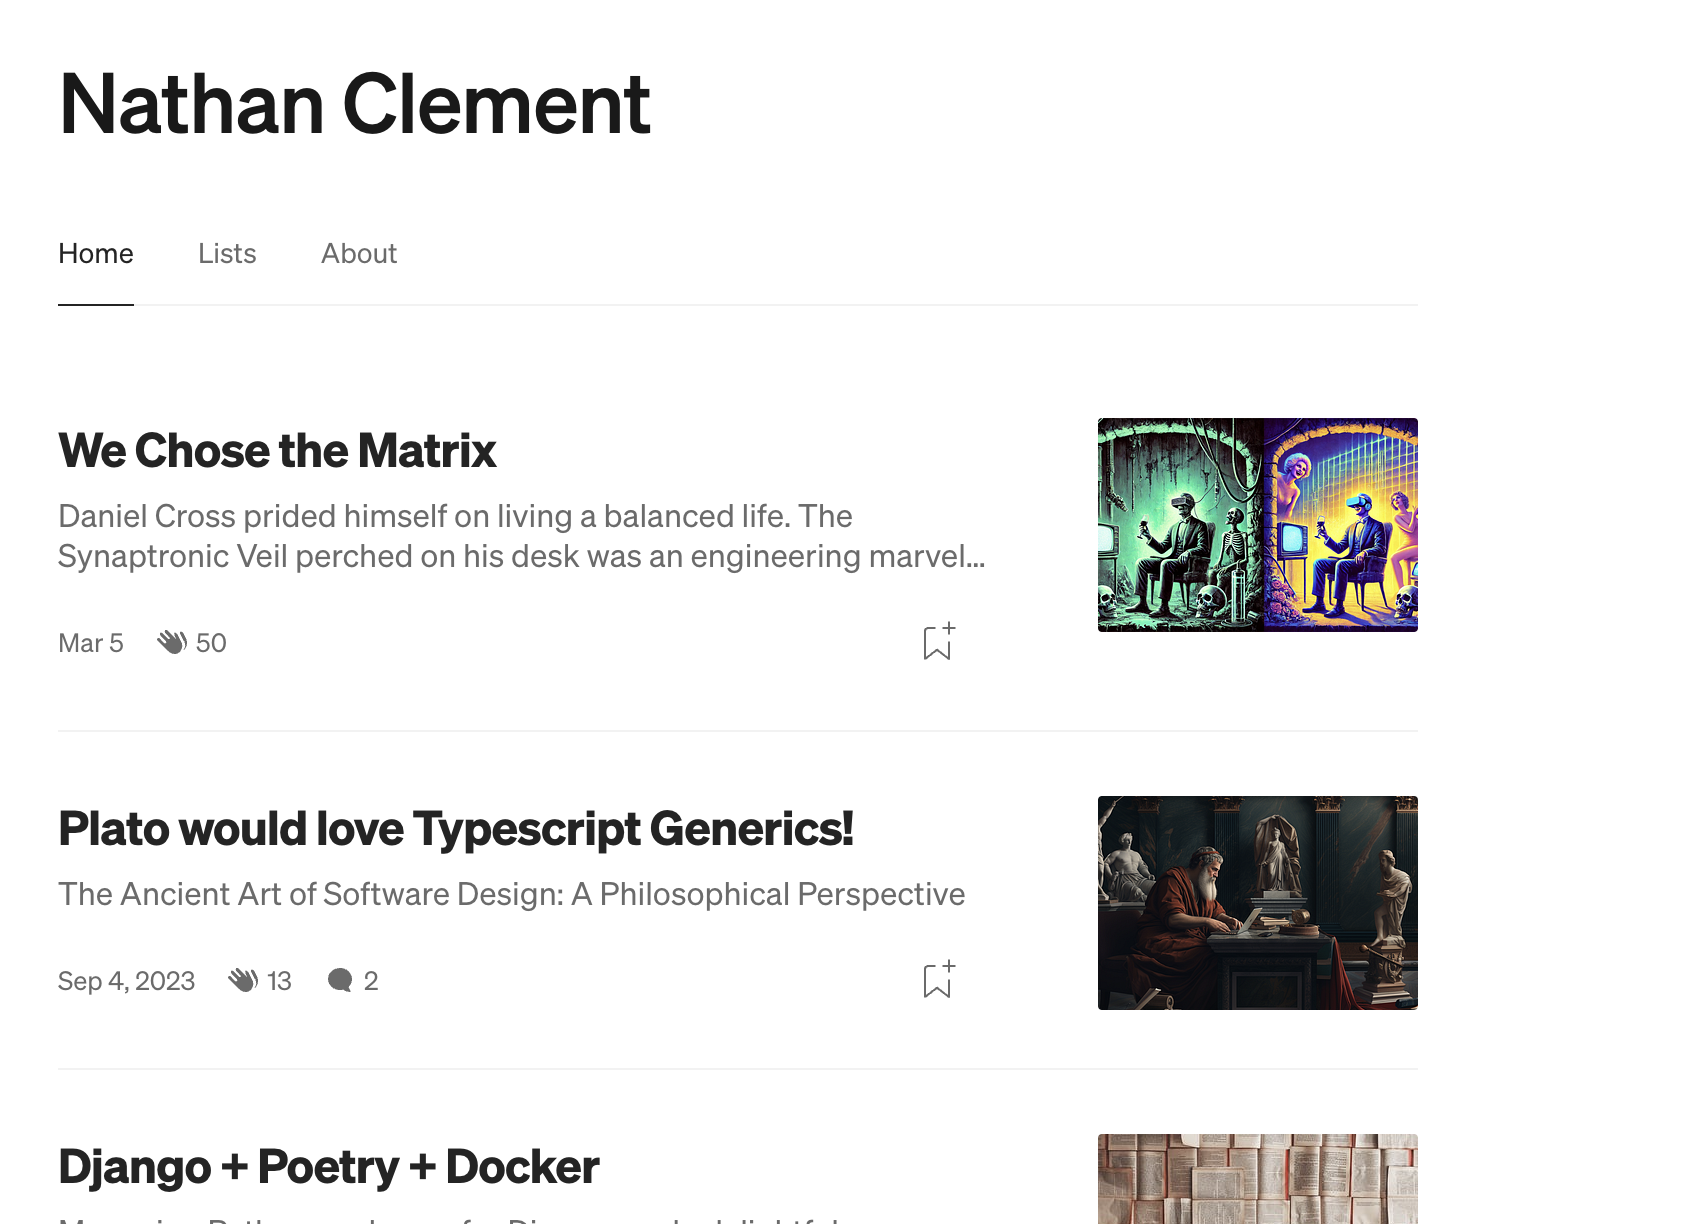 Nathan Clement
Home Lists About
We Chose the Matrix
Daniel Cross prided himself on living a balanced life. The
Synaptronic Veil perched on his desk was an engineering marvel...
Mar 5 50
Plato would love Typescript Generics!
The Ancient Art of Software Design: A Philosophical Perspective
Sep 4, 2023 13 2
Django + Poetry + Docker